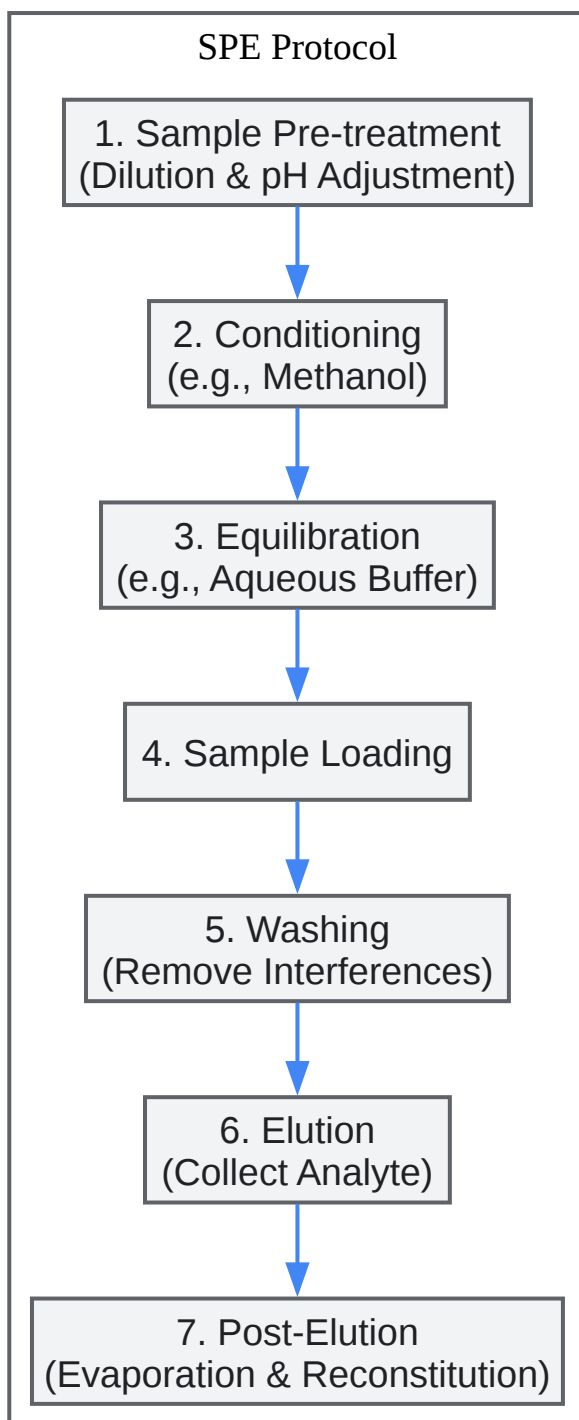 SPE Protocol
1. Sample Pre-treatment
(Dilution & pH Adjustment)
2. Conditioning
(e.g., Methanol)
3. Equilibration
(e.g., Aqueous Buffer)
4. Sample Loading
5. Washing
(Remove Interferences)
6. Elution
(Collect Analyte)
7. Post-Elution
(Evaporation & Reconstitution)